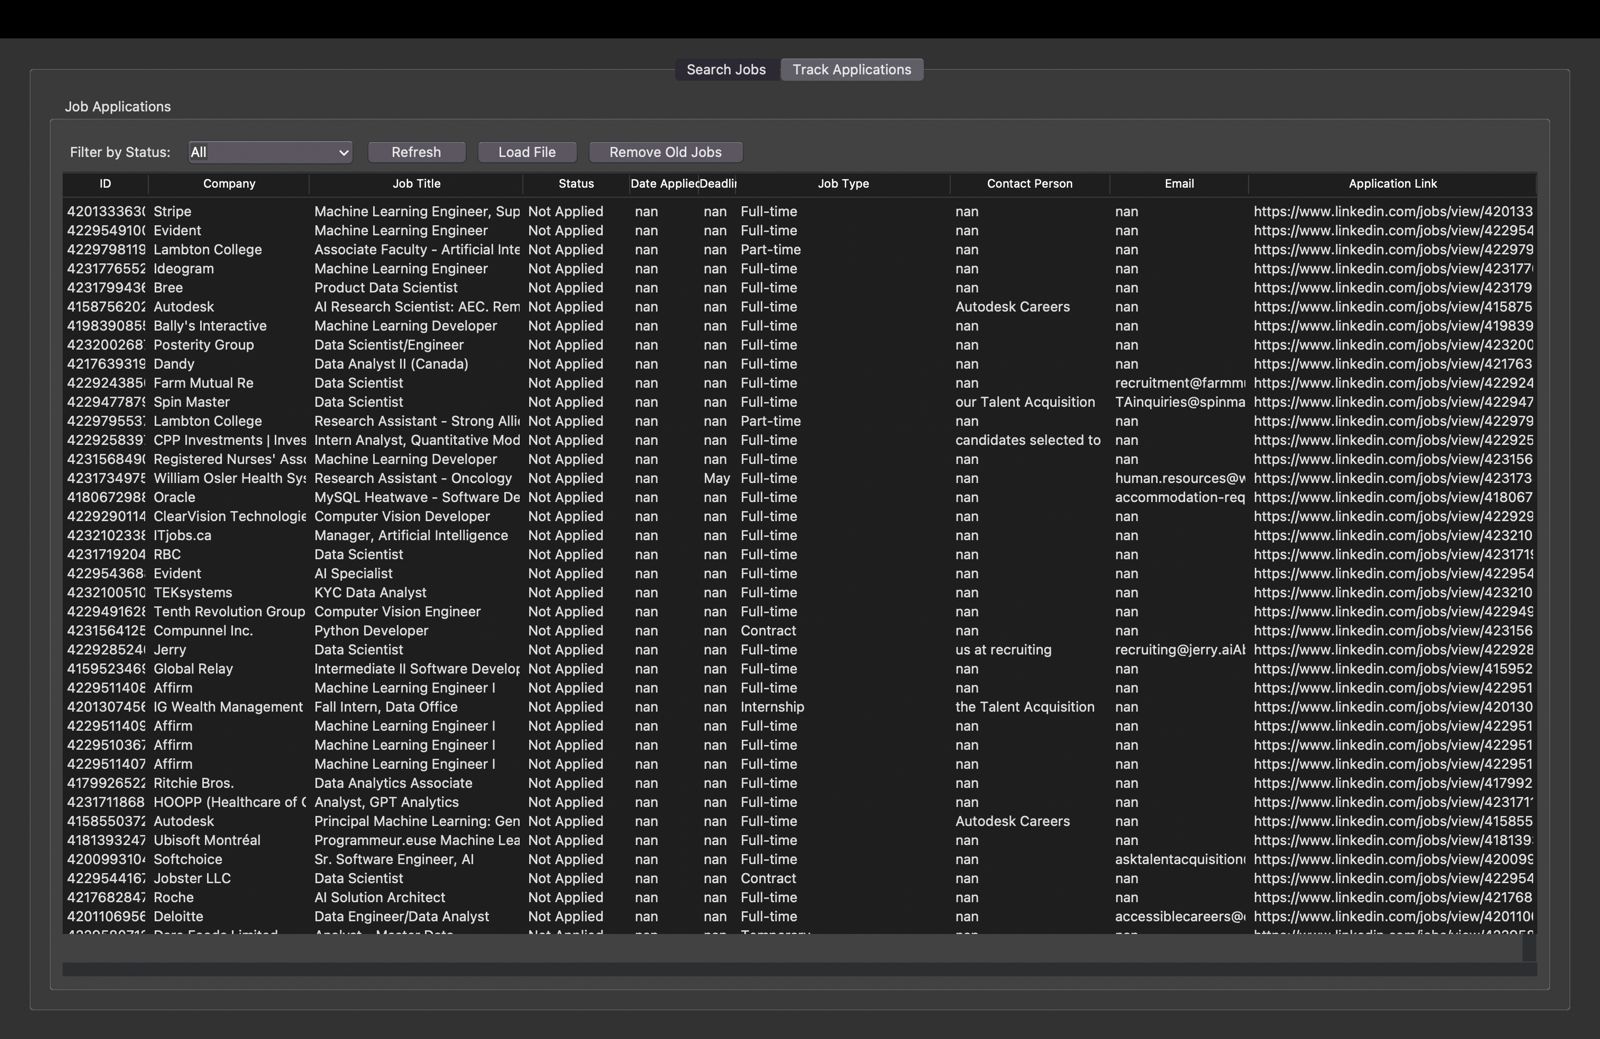 Search Jobs Track Applications
Job Applications
Filter by Status: All Refresh Load File Remove Old Jobs
ID Company Job Title Status Date Applied Deadlin Job Type Contact Person Email Application Link
4201333630 Stripe Machine Learning Engineer, Sup Not Applied nan nan Full-time nan nan https://www.linkedin.com/jobs/view/420133
4229549100 Evident Machine Learning Engineer Not Applied nan nan Full-time nan nan https://www.linkedin.com/jobs/view/422954
4229798119 Lambton College Associate Faculty - Artificial Inte Not Applied nan nan Part-time nan nan https://www.linkedin.com/jobs/view/422979
4231776552 Ideogram Machine Learning Engineer Not Applied nan nan Full-time nan nan https://www.linkedin.com/jobs/view/423177
4231799436 Bree Product Data Scientist Not Applied nan nan Full-time nan nan https://www.linkedin.com/jobs/view/423179
4158756202 Autodesk AI Research Scientist: AEC. Rem Not Applied nan nan Full-time Autodesk Careers nan https://www.linkedin.com/jobs/view/415875
419839085 Bally's Interactive Machine Learning Developer Not Applied nan nan Full-time nan nan https://www.linkedin.com/jobs/view/419839
423200268 Posterity Group Data Scientist/Engineer Not Applied nan nan Full-time nan nan https://www.linkedin.com/jobs/view/423200
4217639319 Dandy Data Analyst II (Canada) Not Applied nan nan Full-time nan nan https://www.linkedin.com/jobs/view/421763
422924385 Farm Mutual Re Data Scientist Not Applied nan nan Full-time nan recruitment@farmm https://www.linkedin.com/jobs/view/422924
4229477879 Spin Master Data Scientist Not Applied nan nan Full-time our Talent Acquisition TAinquiries@spinma https://www.linkedin.com/jobs/view/422947
422979553 Lambton College Research Assistant - Strong Alli Not Applied nan nan Part-time nan nan https://www.linkedin.com/jobs/view/422979
422925839 CPP Investments | Inves Intern Analyst, Quantitative Mod Not Applied nan nan Full-time candidates selected to nan https://www.linkedin.com/jobs/view/422925
4231568490 Registered Nurses' Asso Machine Learning Developer Not Applied nan nan Full-time nan nan https://www.linkedin.com/jobs/view/423156
4231734975 William Osler Health Sys Research Assistant - Oncology Not Applied nan May Full-time nan human.resources@w https://www.linkedin.com/jobs/view/423173
4180672988 Oracle MySQL Heatwave - Software De Not Applied nan nan Full-time nan accommodation-req https://www.linkedin.com/jobs/view/418067
4229290114 ClearVision Technologie Computer Vision Developer Not Applied nan nan Full-time nan nan https://www.linkedin.com/jobs/view/422929
4232102338 ITjobs.ca Manager, Artificial Intelligence Not Applied nan nan Full-time nan nan https://www.linkedin.com/jobs/view/423210
4231719204 RBC Data Scientist Not Applied nan nan Full-time nan nan https://www.linkedin.com/jobs/view/423171
422954368 Evident AI Specialist Not Applied nan nan Full-time nan nan https://www.linkedin.com/jobs/view/422954
4232100510 TEKsystems KYC Data Analyst Not Applied nan nan Full-time nan nan https://www.linkedin.com/jobs/view/423210
4229491628 Tenth Revolution Group Computer Vision Engineer Not Applied nan nan Full-time nan nan https://www.linkedin.com/jobs/view/422949
4231564125 Compunnel Inc. Python Developer Not Applied nan nan Contract nan nan https://www.linkedin.com/jobs/view/423156
422928524 Jerry Data Scientist Not Applied nan nan Full-time us at recruiting recruiting@jerry.aiA https://www.linkedin.com/jobs/view/422928
4159523469 Global Relay Intermediate II Software Develop Not Applied nan nan Full-time nan nan https://www.linkedin.com/jobs/view/415952
4229511408 Affirm Machine Learning Engineer I Not Applied nan nan Full-time nan nan https://www.linkedin.com/jobs/view/422951
4201307456 IG Wealth Management Fall Intern, Data Office Not Applied nan nan Internship the Talent Acquisition nan https://www.linkedin.com/jobs/view/420130
4229511409 Affirm Machine Learning Engineer I Not Applied nan nan Full-time nan nan https://www.linkedin.com/jobs/view/422951
4229510367 Affirm Machine Learning Engineer I Not Applied nan nan Full-time nan nan https://www.linkedin.com/jobs/view/422951
4229511407 Affirm Machine Learning Engineer I Not Applied nan nan Full-time nan nan https://www.linkedin.com/jobs/view/422951
4179926522 Ritchie Bros. Data Analytics Associate Not Applied nan nan Full-time nan nan https://www.linkedin.com/jobs/view/417992
4231711868 HOOPP (Healthcare of O Analyst, GPT Analytics Not Applied nan nan Full-time nan nan https://www.linkedin.com/jobs/view/423171
4158550372 Autodesk Principal Machine Learning: Gen Not Applied nan nan Full-time Autodesk Careers nan https://www.linkedin.com/jobs/view/415855
4181393247 Ubisoft Montréal Programmeur.euse Machine Lea Not Applied nan nan Full-time nan nan https://www.linkedin.com/jobs/view/418139
420099310 Softchoice Sr. Software Engineer, AI Not Applied nan nan Full-time nan asktalentacquisition https://www.linkedin.com/jobs/view/420099
4229544167 Jobster LLC Data Scientist Not Applied nan nan Contract nan nan https://www.linkedin.com/jobs/view/422954
4217682847 Roche AI Solution Architect Not Applied nan nan Full-time nan nan https://www.linkedin.com/jobs/view/421768
4201106956 Deloitte Data Engineer/Data Analyst Not Applied nan nan Full-time nan accessiblecareers@ https://www.linkedin.com/jobs/view/420110